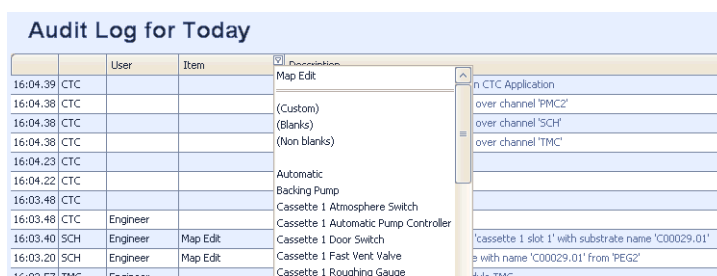 Audit Log for Today
User Item Description
Map Edit
16:04.39 CTC n CTC Application
(Custom)
16:04.38 CTC over channel 'PMC2'
(Blanks)
16:04.38 CTC over channel 'SCH'
(Non blanks)
16:04.38 CTC over channel 'TMC'
16:04.23 CTC
Automatic
16:04.22 CTC
Backing Pump
16:03.48 CTC
Cassette 1 Atmosphere Switch
16:03.48 CTC Engineer
Cassette 1 Automatic Pump Controller
16:03.40 SCH Engineer Map Edit 'cassette 1 slot 1' with substrate name 'C00029.01'
Cassette 1 Door Switch
16:03.20 SCH Engineer Map Edit e with name 'C00029.01' from 'PEG2'
Cassette 1 Fast Vent Valve
Cassette 1 Roughing Gauge